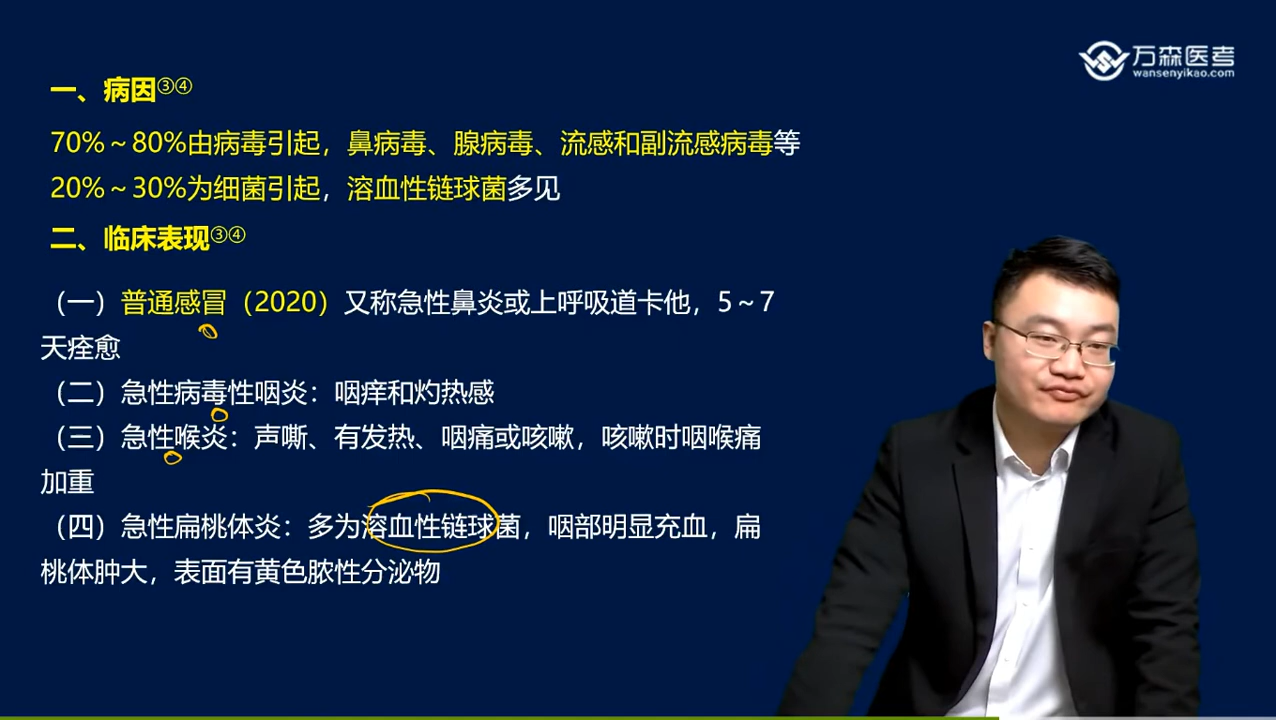 万森医考
wansenyikao.com
一、病因③④
70%～80%由病毒引起，鼻病毒、腺病毒、流感和副流感病毒等
20%～30%为细菌引起，溶血性链球菌多见
二、临床表现③④
（一）普通感冒（2020）又称急性鼻炎或上呼吸道卡他，5～7
天痊愈
（二）急性病毒性咽炎：咽痒和灼热感
（三）急性喉炎：声嘶、有发热、咽痛或咳嗽，咳嗽时咽喉痛
加重
（四）急性扁桃体炎：多为溶血性链球菌，咽部明显充血，扁
桃体肿大，表面有黄色脓性分泌物